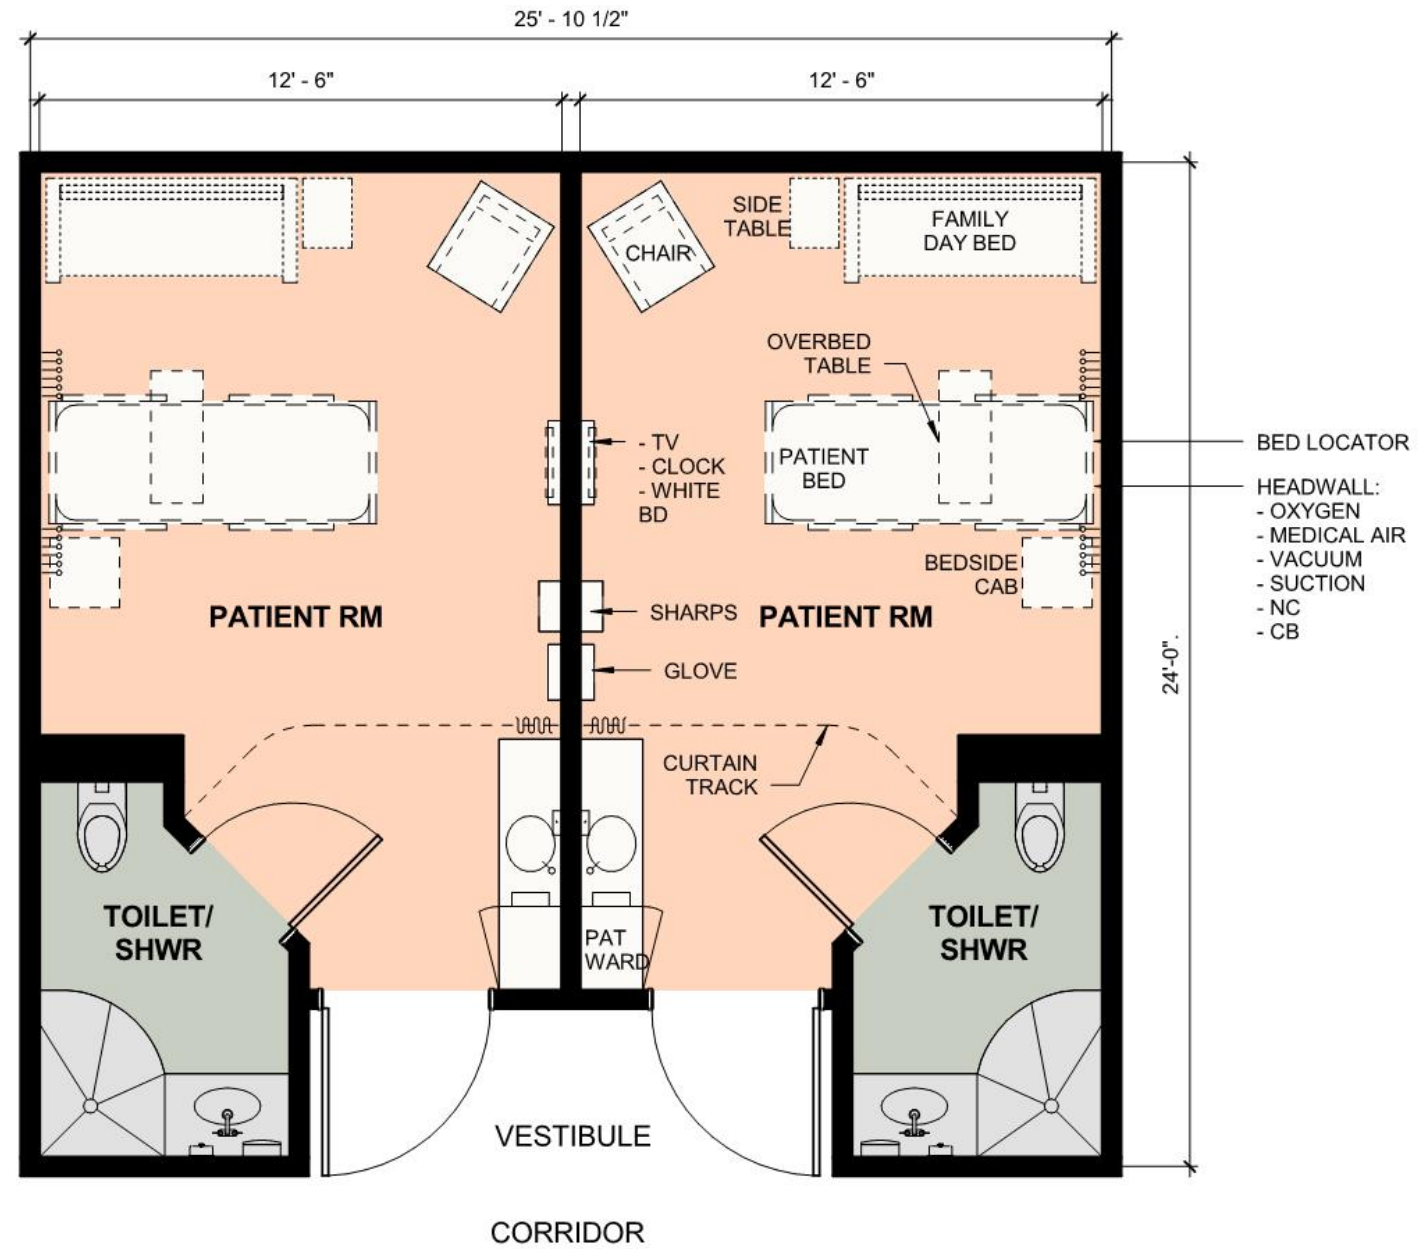 25' - 10 1/2"
12' - 6"
12' - 6"
SIDE
TABLE
FAMILY
DAY BED
CHAIR
OVERBED
TABLE
- TV
- CLOCK
- WHITE
BD
PATIENT
BED
BED LOCATOR
HEADWALL:
- OXYGEN
- MEDICAL AIR
- VACUUM
- SUCTION
- NC
- CB
BEDSIDE
CAB
PATIENT RM
SHARPS
PATIENT RM
GLOVE
24'-0".
CURTAIN
TRACK
TOILET/
SHWR
PAT
WARD
TOILET/
SHWR
VESTIBULE
CORRIDOR